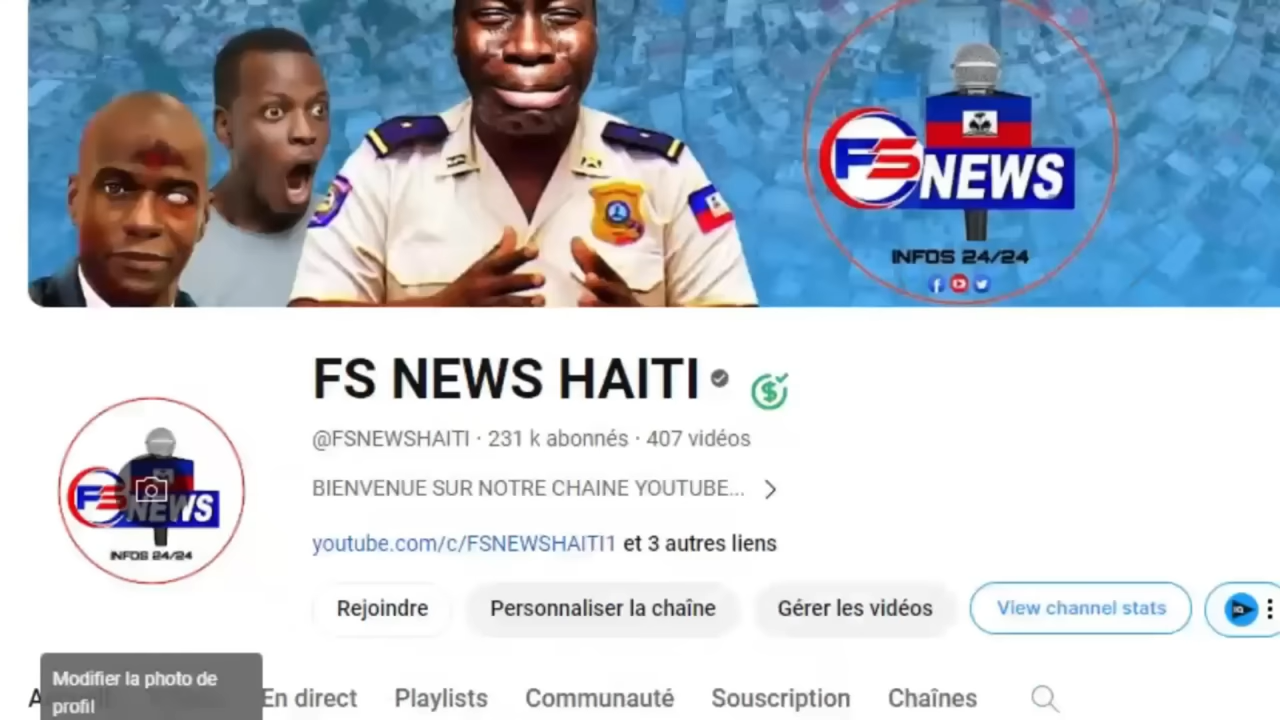 FS NEWS
INFOS 24/24
FS NEWS HAITI
@FSNEWSHAITI · 231 k abonnés · 407 vidéos
BIENVENUE SUR NOTRE CHAINE YOUTUBE...
youtube.com/c/FSNEWSHAITI1 et 3 autres liens
FS NEWS
INFOS 24/24
Rejoindre
Personnaliser la chaîne
Gérer les vidéos
View channel stats
Modifier la photo de
profil
En direct
Playlists
Communauté
Souscription
Chaînes